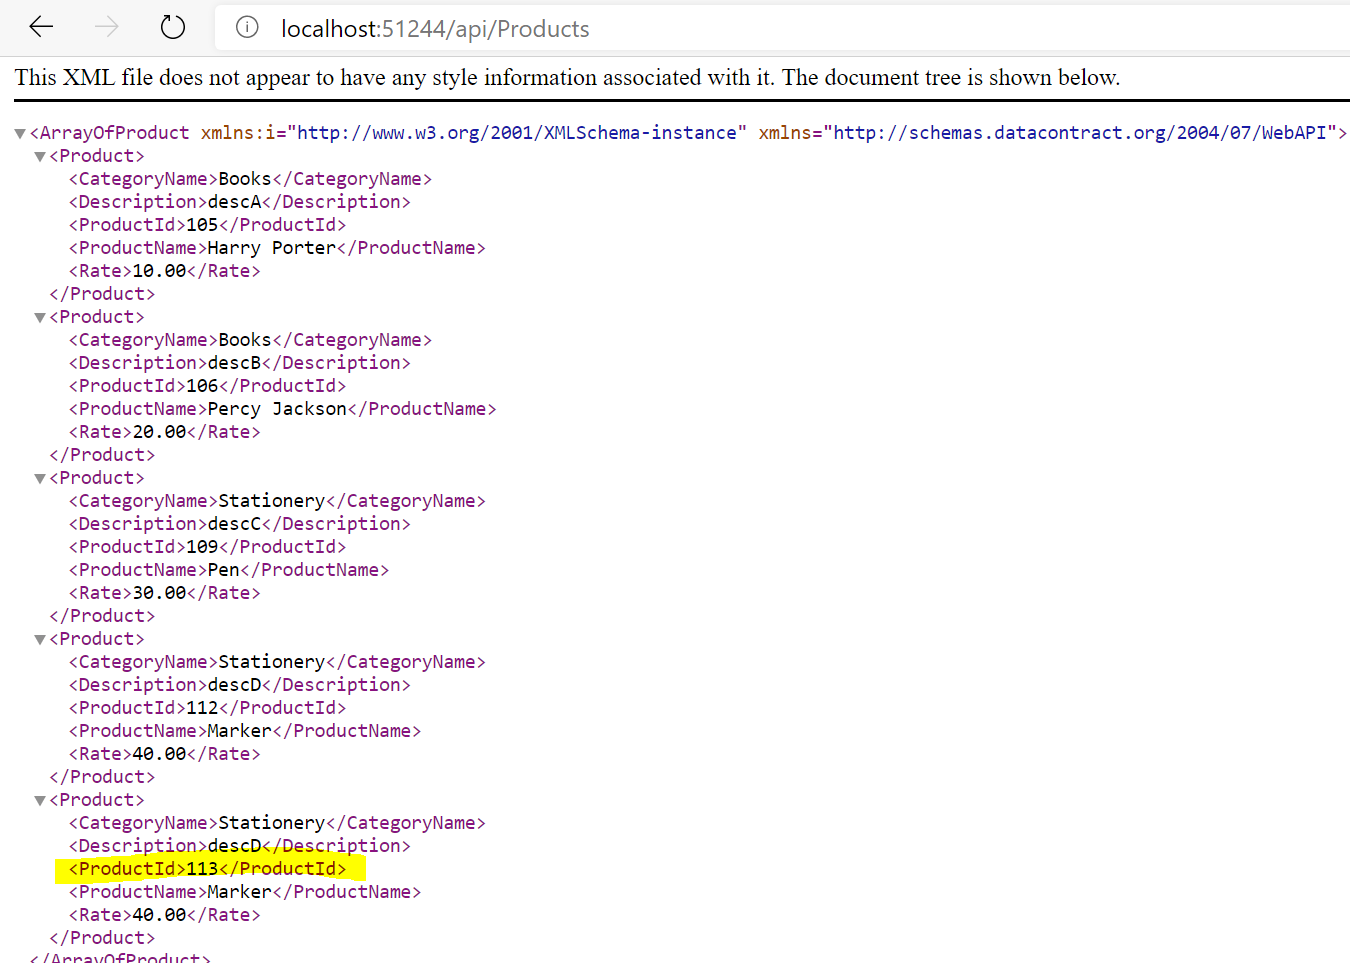 localhost:51244/api/Products
This XML file does not appear to have any style information associated with it. The document tree is shown below.
<ArrayOfProduct xmlns:i="http://www.w3.org/2001/XMLSchema-instance" xmlns="http://schemas.datacontract.org/2004/07/WebAPI">
<Product>
<CategoryName>Books</CategoryName>
<Description>descA</Description>
<ProductId>105</ProductId>
<ProductName>Harry Porter</ProductName>
<Rate>10.00</Rate>
</Product>
<Product>
<CategoryName>Books</CategoryName>
<Description>descB</Description>
<ProductId>106</ProductId>
<ProductName>Percy Jackson</ProductName>
<Rate>20.00</Rate>
</Product>
<Product>
<CategoryName>Stationery</CategoryName>
<Description>descC</Description>
<ProductId>109</ProductId>
<ProductName>Pen</ProductName>
<Rate>30.00</Rate>
</Product>
<Product>
<CategoryName>Stationery</CategoryName>
<Description>descD</Description>
<ProductId>112</ProductId>
<ProductName>Marker</ProductName>
<Rate>40.00</Rate>
</Product>
<Product>
<CategoryName>Stationery</CategoryName>
<Description>descD</Description>
<ProductId>113</ProductId>
<ProductName>Marker</ProductName>
<Rate>40.00</Rate>
</Product>
</ArrayOfProduct>